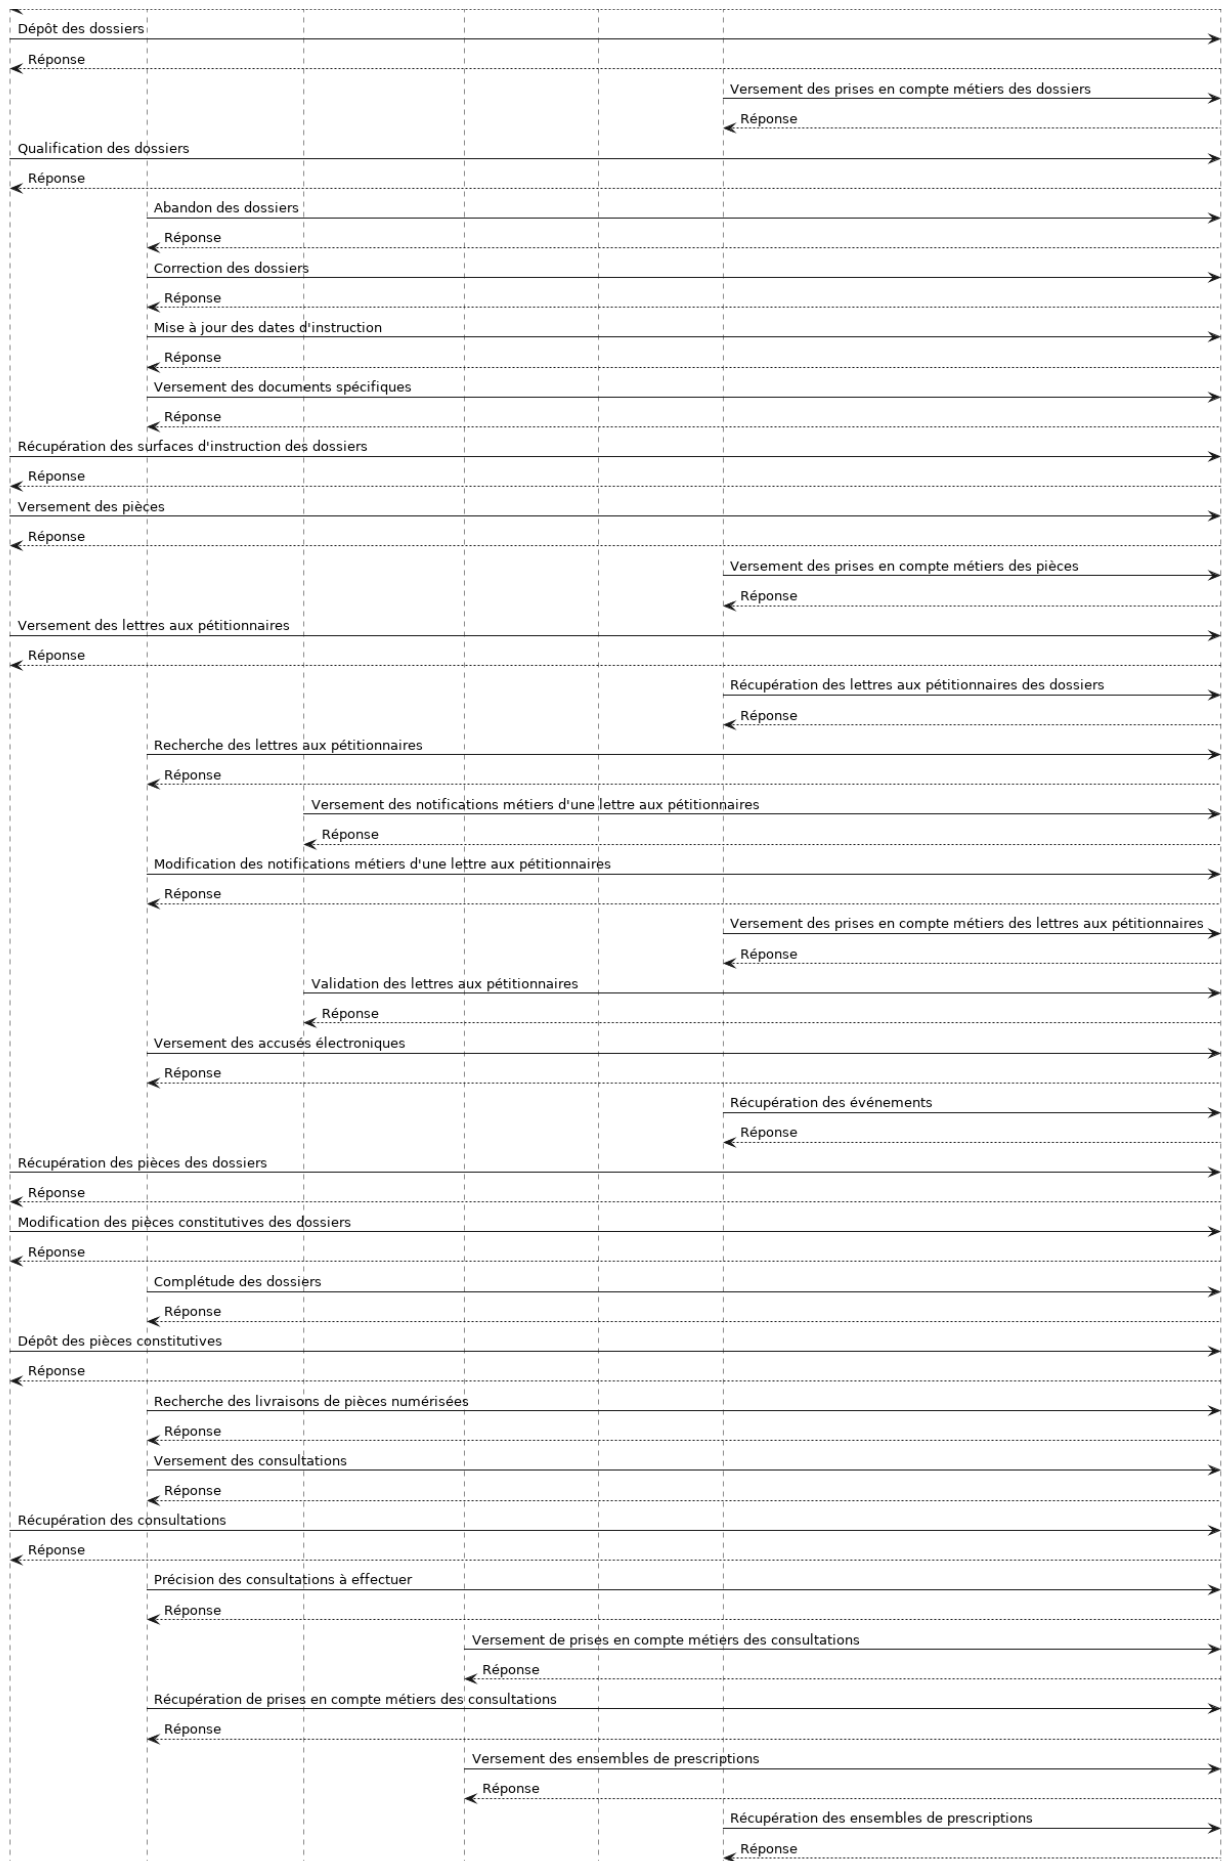 Dépôt des dossiers
Réponse
Versement des prises en compte métiers des dossiers
Réponse
Qualification des dossiers
Réponse
Abandon des dossiers
Réponse
Correction des dossiers
Réponse
Mise à jour des dates d'instruction
Réponse
Versement des documents spécifiques
Réponse
Récupération des surfaces d'instruction des dossiers
Réponse
Versement des pièces
Réponse
Versement des prises en compte métiers des pièces
Réponse
Versement des lettres aux pétitionnaires
Réponse
Récupération des lettres aux pétitionnaires des dossiers
Réponse
Recherche des lettres aux pétitionnaires
Réponse
Versement des notifications métiers d'une lettre aux pétitionnaires
Réponse
Modification des notifications métiers d'une lettre aux pétitionnaires
Réponse
Versement des prises en compte métiers des lettres aux pétitionnaires
Réponse
Validation des lettres aux pétitionnaires
Réponse
Versement des accusés électroniques
Réponse
Récupération des événements
Réponse
Récupération des pièces des dossiers
Réponse
Modification des pièces constitutives des dossiers
Réponse
Complétude des dossiers
Réponse
Dépôt des pièces constitutives
Réponse
Recherche des livraisons de pièces numérisées
Réponse
Versement des consultations
Réponse
Récupération des consultations
Réponse
Précision des consultations à effectuer
Réponse
Versement de prises en compte métiers des consultations
Réponse
Récupération de prises en compte métiers des consultations
Réponse
Versement des ensembles de prescriptions
Réponse
Récupération des ensembles de prescriptions
Réponse